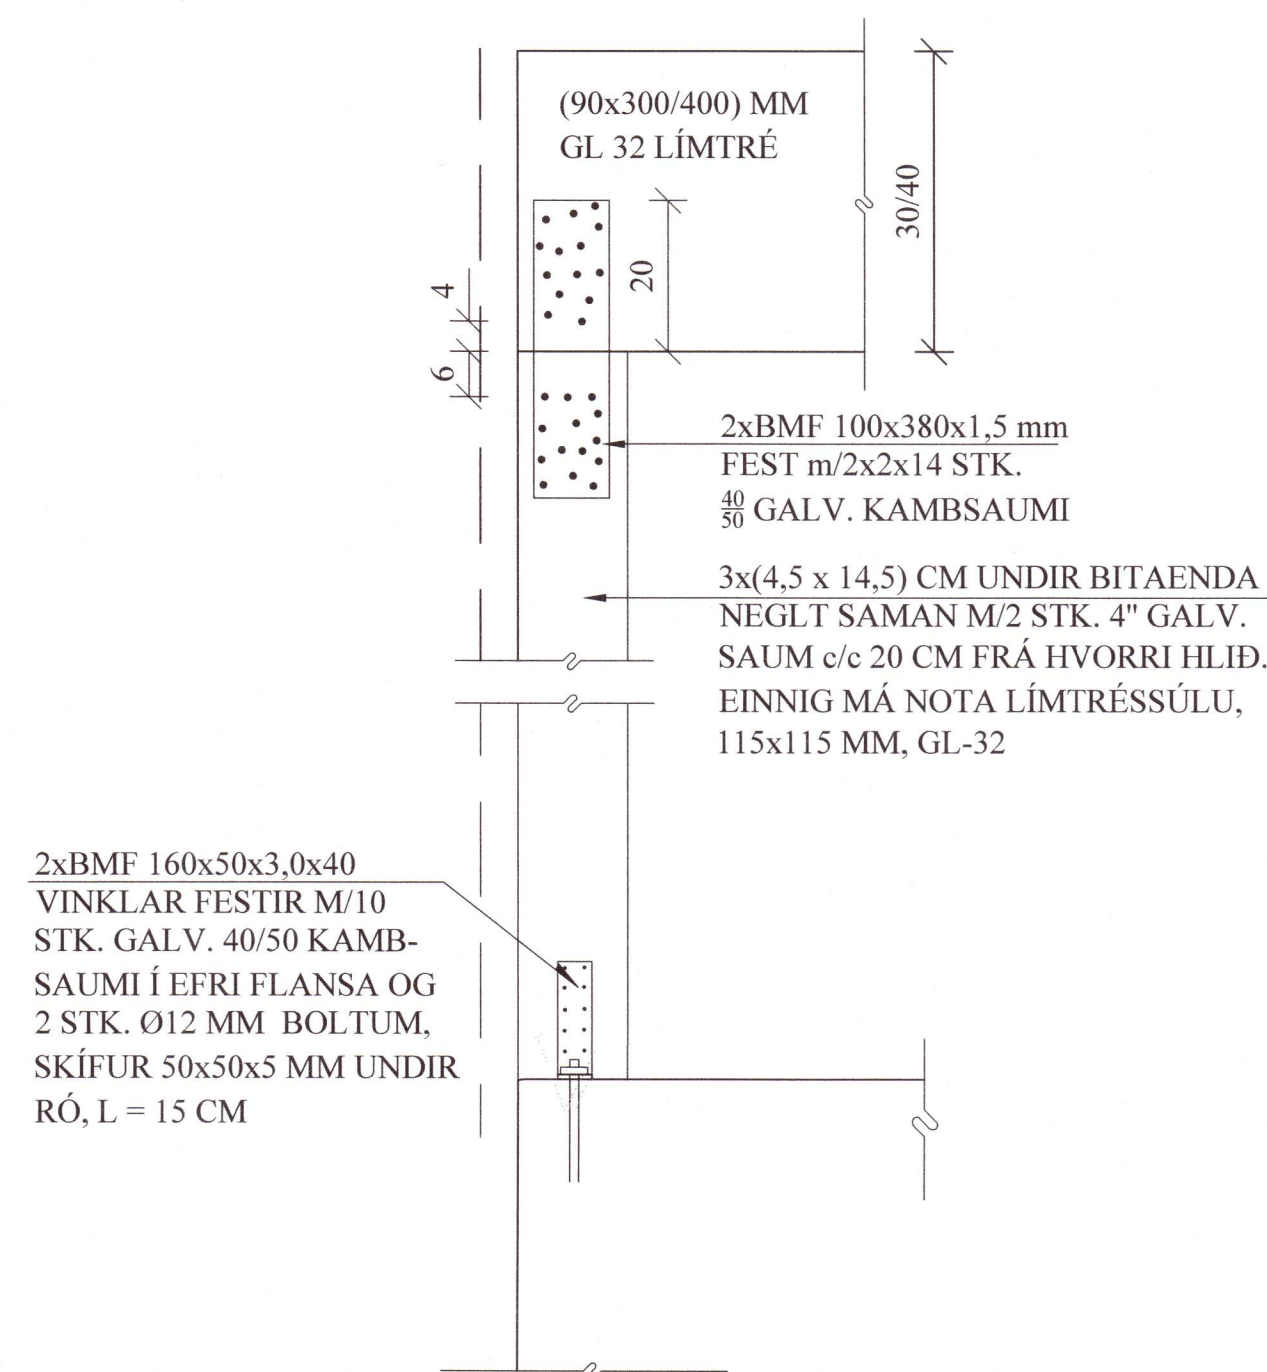 (90x300/400) MM
GL 32 LÍMTRÉ
30/40
20
4
6
2xBMF 100x380x1,5 mm
FEST m/2x2x14 STK.
40/50 GALV. KAMBSAUMI
3x(4,5 x 14,5) CM UNDIR BITAENDA
NEGLT SAMAN M/2 STK. 4" GALV.
SAUM c/c 20 CM FRÁ HVORRI HLIÐ.
EINNIG MÁ NOTA LÍMTRÉSSÚLU,
115x115 MM, GL-32
2xBMF 160x50x3,0x40
VINKLAR FESTIR M/10
STK. GALV. 40/50 KAMB-
SAUMI Í EFRI FLANSA OG
2 STK. Ø12 MM BOLTUM,
SKÍFUR 50x50x5 MM UNDIR
RÓ, L = 15 CM